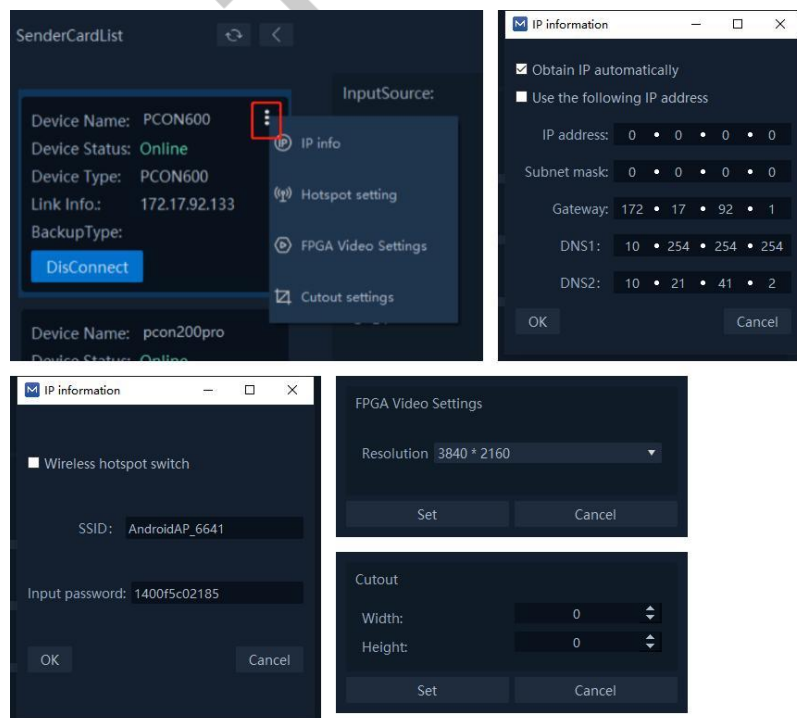 SenderCardList
InputSource:
Device Name: PCON600
Device Status: Online
Device Type: PCON600
Link Info.: 172.17.92.133
BackupType:
DisConnect
IP info
Hotspot setting
FPGA Video Settings
Cutout settings
Device Name: pcon200pro
Device Status: Online
IP information
Obtain IP automatically
Use the following IP address
IP address: 0 • 0 • 0 • 0
Subnet mask: 0 • 0 • 0 • 0
Gateway: 172 • 17 • 92 • 1
DNS1: 10 • 254 • 254 • 254
DNS2: 10 • 21 • 41 • 2
OK Cancel
IP information
Wireless hotspot switch
SSID: AndroidAP_6641
Input password: 1400f5c02185
OK Cancel
FPGA Video Settings
Resolution 3840 * 2160
Set Cancel
Cutout
Width: 0
Height: 0
Set Cancel